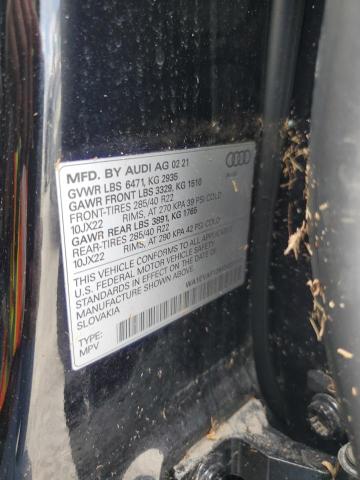 MFD. BY AUDI AG 02 21
GVWR LBS 6471, KG 2935
GAWR FRONT LBS 3329, KG 1510
FRONT-TIRES 285/40 R22
10JX22 RIMS, AT 270 KPA 39 PSI COLD
GAWR REAR LBS 3891, KG 1765
REAR-TIRES 285/40 R22
10JX22 RIMS, AT 290 KPA 42 PSI COLD
THIS VEHICLE CONFORMS TO ALL APPLICABLE
U.S. FEDERAL MOTOR VEHICLE SAFETY
STANDARDS IN EFFECT ON THE DATE OF
MANUFACTURE SHOWN ABOVE.
SLOVAKIA
TYPE:
MPV